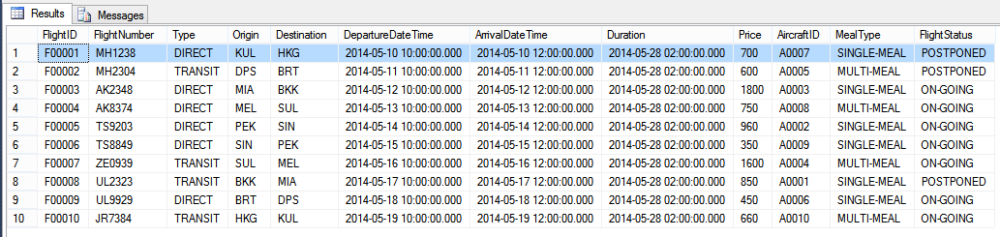 Results Messages
FlightID FlightNumber Type Origin Destination DepartureDateTime ArrivalDateTime Duration Price AircraftID MealType FlightStatus
1 F00001 MH1238 DIRECT KUL HKG 2014-05-10 10:00:00.000 2014-05-10 12:00:00.000 2014-05-28 02:00:00.000 700 A0007 SINGLE-MEAL POSTPONED
2 F00002 MH2304 TRANSIT DPS BRT 2014-05-11 10:00:00.000 2014-05-11 12:00:00.000 2014-05-28 02:00:00.000 600 A0005 MULTI-MEAL POSTPONED
3 F00003 AK2348 DIRECT MIA BKK 2014-05-12 10:00:00.000 2014-05-12 12:00:00.000 2014-05-28 02:00:00.000 1800 A0003 SINGLE-MEAL ON-GOING
4 F00004 AK8374 DIRECT MEL SUL 2014-05-13 10:00:00.000 2014-05-13 12:00:00.000 2014-05-28 02:00:00.000 750 A0008 MULTI-MEAL ON-GOING
5 F00005 TS9203 DIRECT PEK SIN 2014-05-14 10:00:00.000 2014-05-14 12:00:00.000 2014-05-28 02:00:00.000 960 A0002 SINGLE-MEAL ON-GOING
6 F00006 TS8849 DIRECT SIN PEK 2014-05-15 10:00:00.000 2014-05-15 12:00:00.000 2014-05-28 02:00:00.000 350 A0009 SINGLE-MEAL ON-GOING
7 F00007 ZE0939 TRANSIT SUL MEL 2014-05-16 10:00:00.000 2014-05-16 12:00:00.000 2014-05-28 02:00:00.000 1600 A0004 MULTI-MEAL ON-GOING
8 F00008 UL2323 TRANSIT BKK MIA 2014-05-17 10:00:00.000 2014-05-17 12:00:00.000 2014-05-28 02:00:00.000 850 A0001 SINGLE-MEAL POSTPONED
9 F00009 UL9929 DIRECT BRT DPS 2014-05-18 10:00:00.000 2014-05-18 12:00:00.000 2014-05-28 02:00:00.000 450 A0006 SINGLE-MEAL ON-GOING
10 F00010 JR7384 TRANSIT HKG KUL 2014-05-19 10:00:00.000 2014-05-19 12:00:00.000 2014-05-28 02:00:00.000 660 A0010 MULTI-MEAL ON-GOING